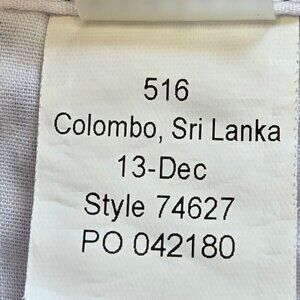 516
Colombo, Sri Lanka
13-Dec
Style 74627
PO 042180